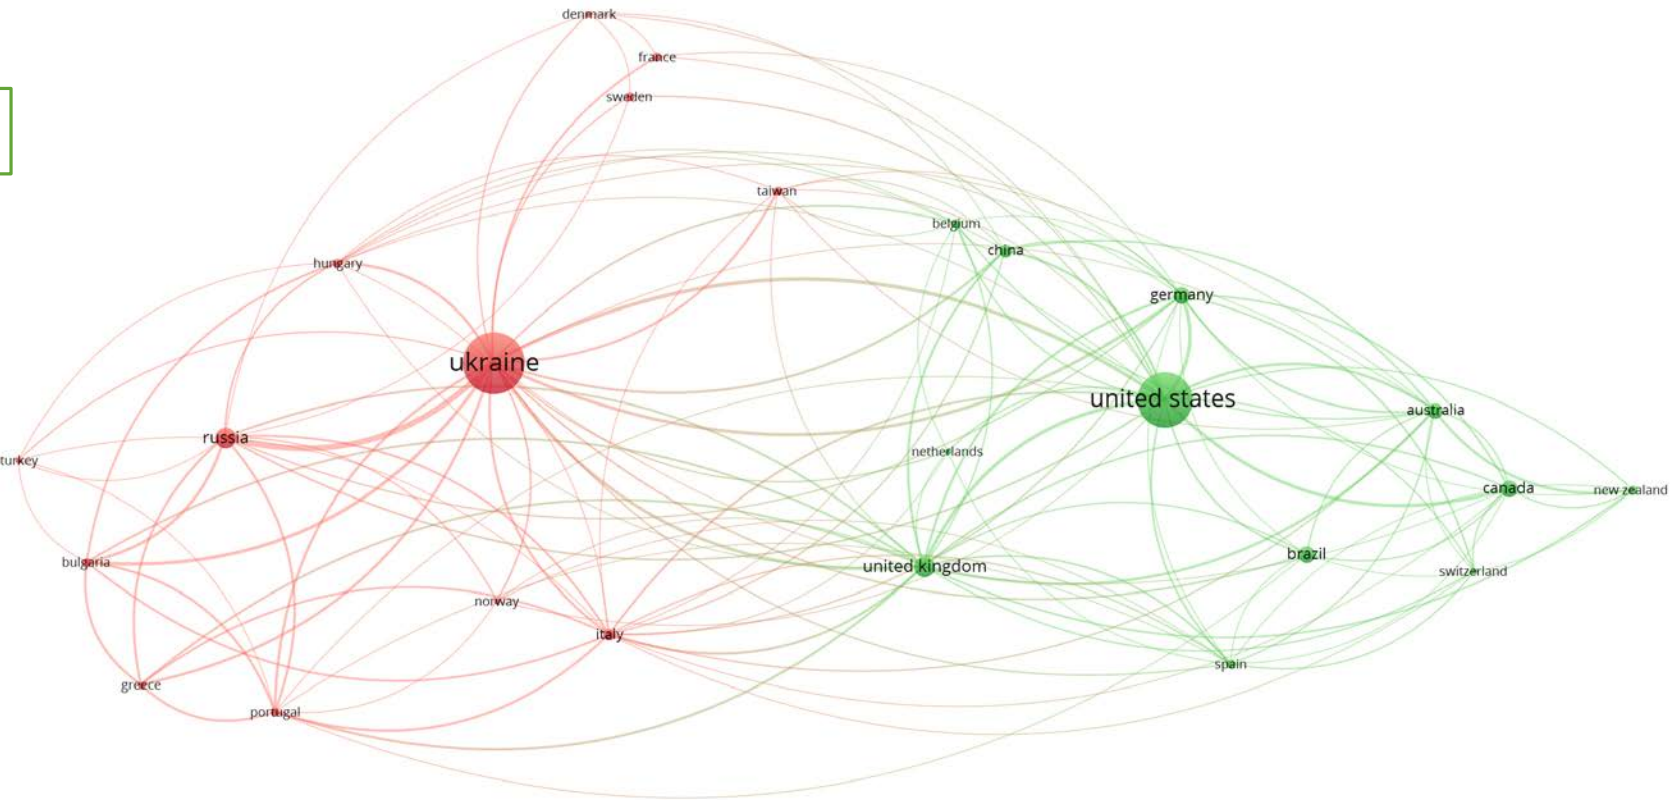 denmark
france
sweden
taiwan
belgium
china
hungary
germany
ukraine
united states
australia
russia
netherlands
turkey
canada
new zealand
brazil
bulgaria
united kingdom
switzerland
norway
italy
spain
greece
portugal